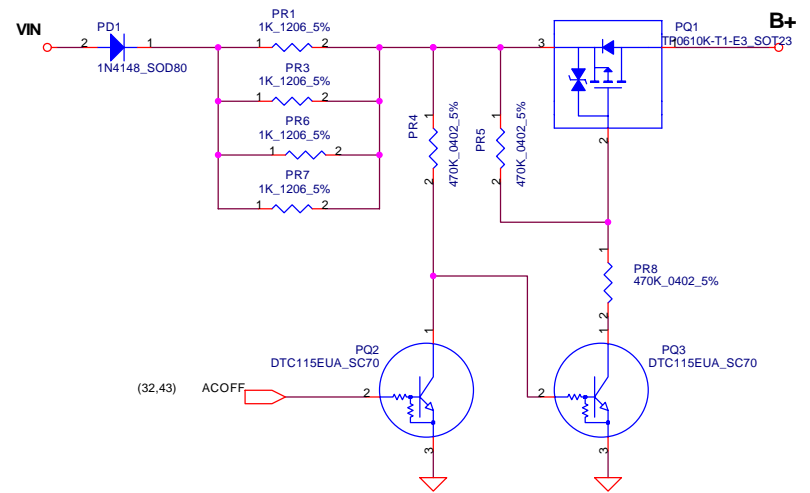 VIN
PD1
2
1
1N4148_SOD80
PR1
1K_1206_5%
1
2
PR3
1K_1206_5%
1
2
PR6
1K_1206_5%
1
2
PR7
1K_1206_5%
1
2
PR4
470K_0402_5%
1
2
PR5
470K_0402_5%
1
2
PQ1
TP0610K-T1-E3_SOT23
3
1
2
B+
PR8
470K_0402_5%
1
2
PQ2
DTC115EUA_SC70
1
2
3
PQ3
DTC115EUA_SC70
1
2
3
(32,43) ACOFF